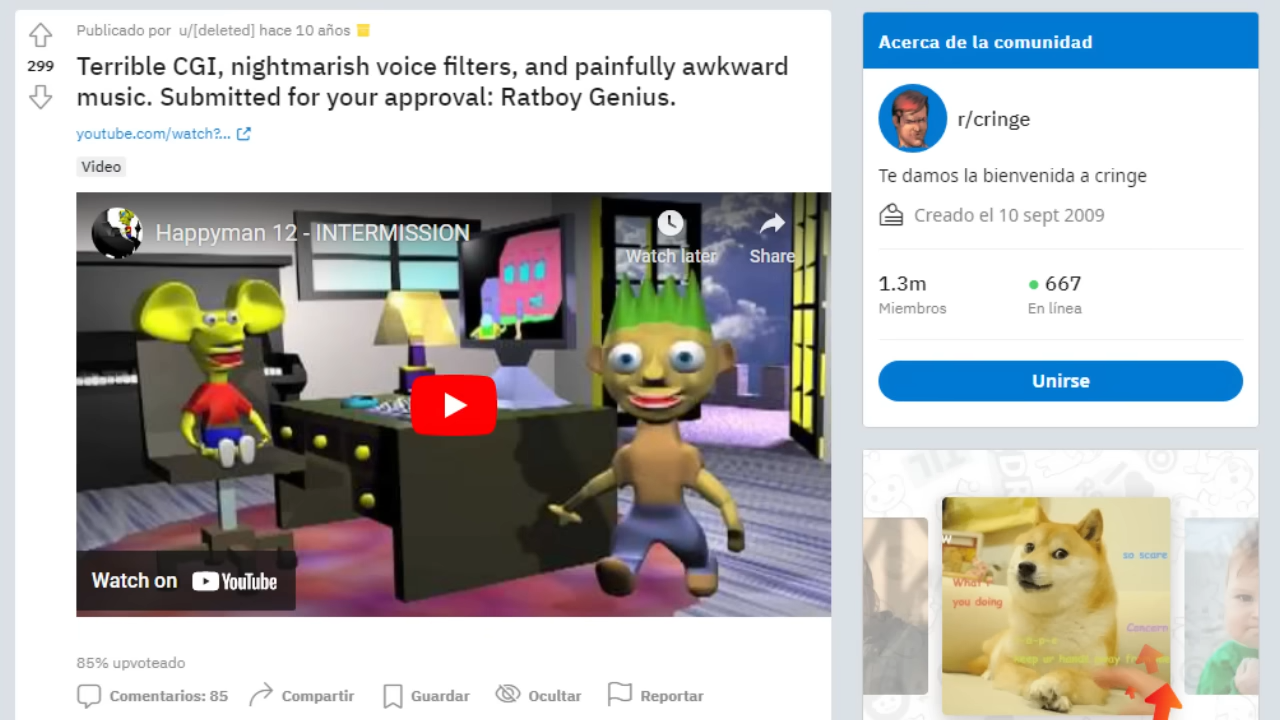 Publicado por u/[deleted] hace 10 años
299
Terrible CGI, nightmarish voice filters, and painfully awkward
music. Submitted for your approval: Ratboy Genius.
youtube.com/watch?...
Video
Happyman 12 - INTERMISSION
Watch later
Share
Watch on YouTube
85% upvoteado
Comentarios: 85
Compartir
Guardar
Ocultar
Reportar
Acerca de la comunidad
r/cringe
Te damos la bienvenida a cringe
Creado el 10 sept 2009
1.3m
Miembros
667
En línea
Unirse
so scare
What r
you doing
Concern